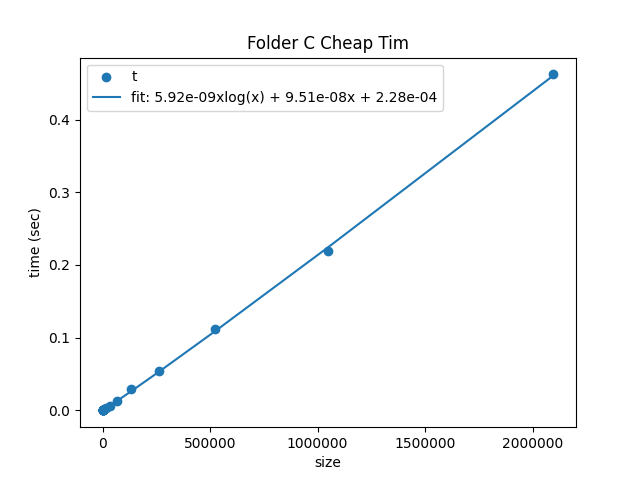 Folder C Cheap Tim
t
fit: 5.92e-09xlog(x) + 9.51e-08x + 2.28e-04
0.4
0.3
0.2
0.1
0.0
time (sec)
0 500000 1000000 1500000 2000000
size